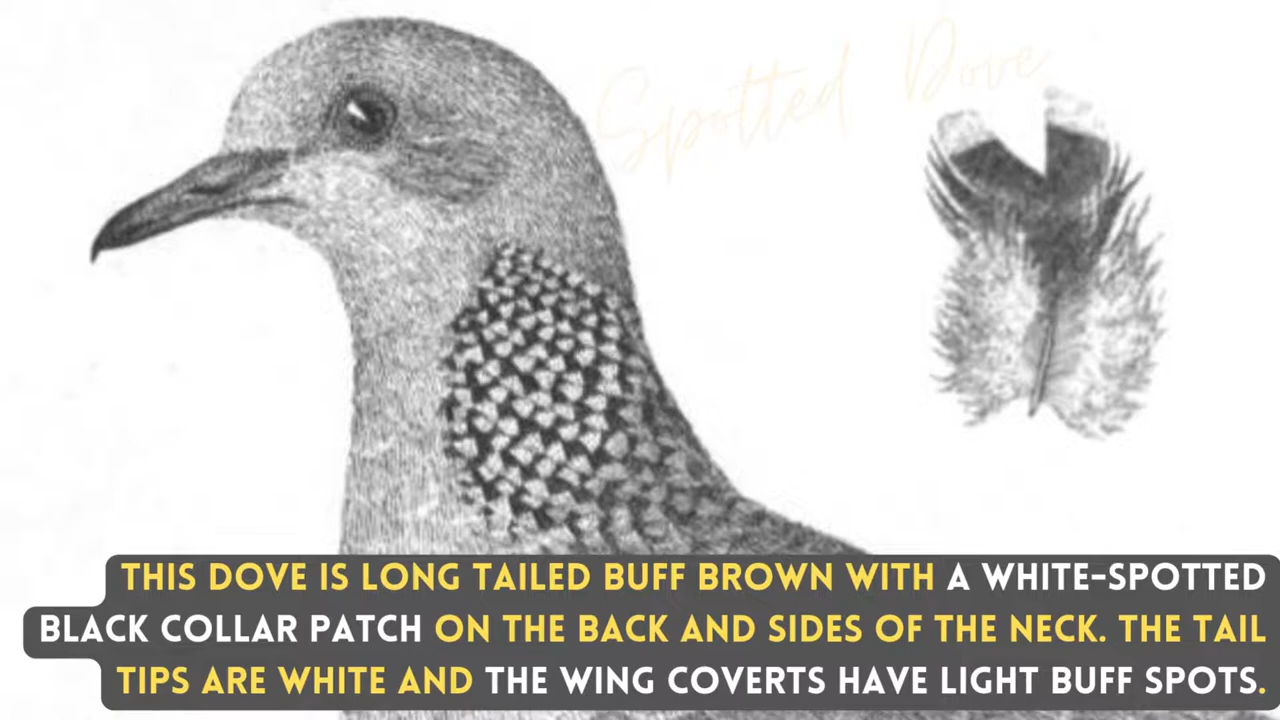 Spotted Dove
THIS DOVE IS LONG TAILED BUFF BROWN WITH A WHITE-SPOTTED
BLACK COLLAR PATCH ON THE BACK AND SIDES OF THE NECK. THE TAIL
TIPS ARE WHITE AND THE WING COVERTS HAVE LIGHT BUFF SPOTS.